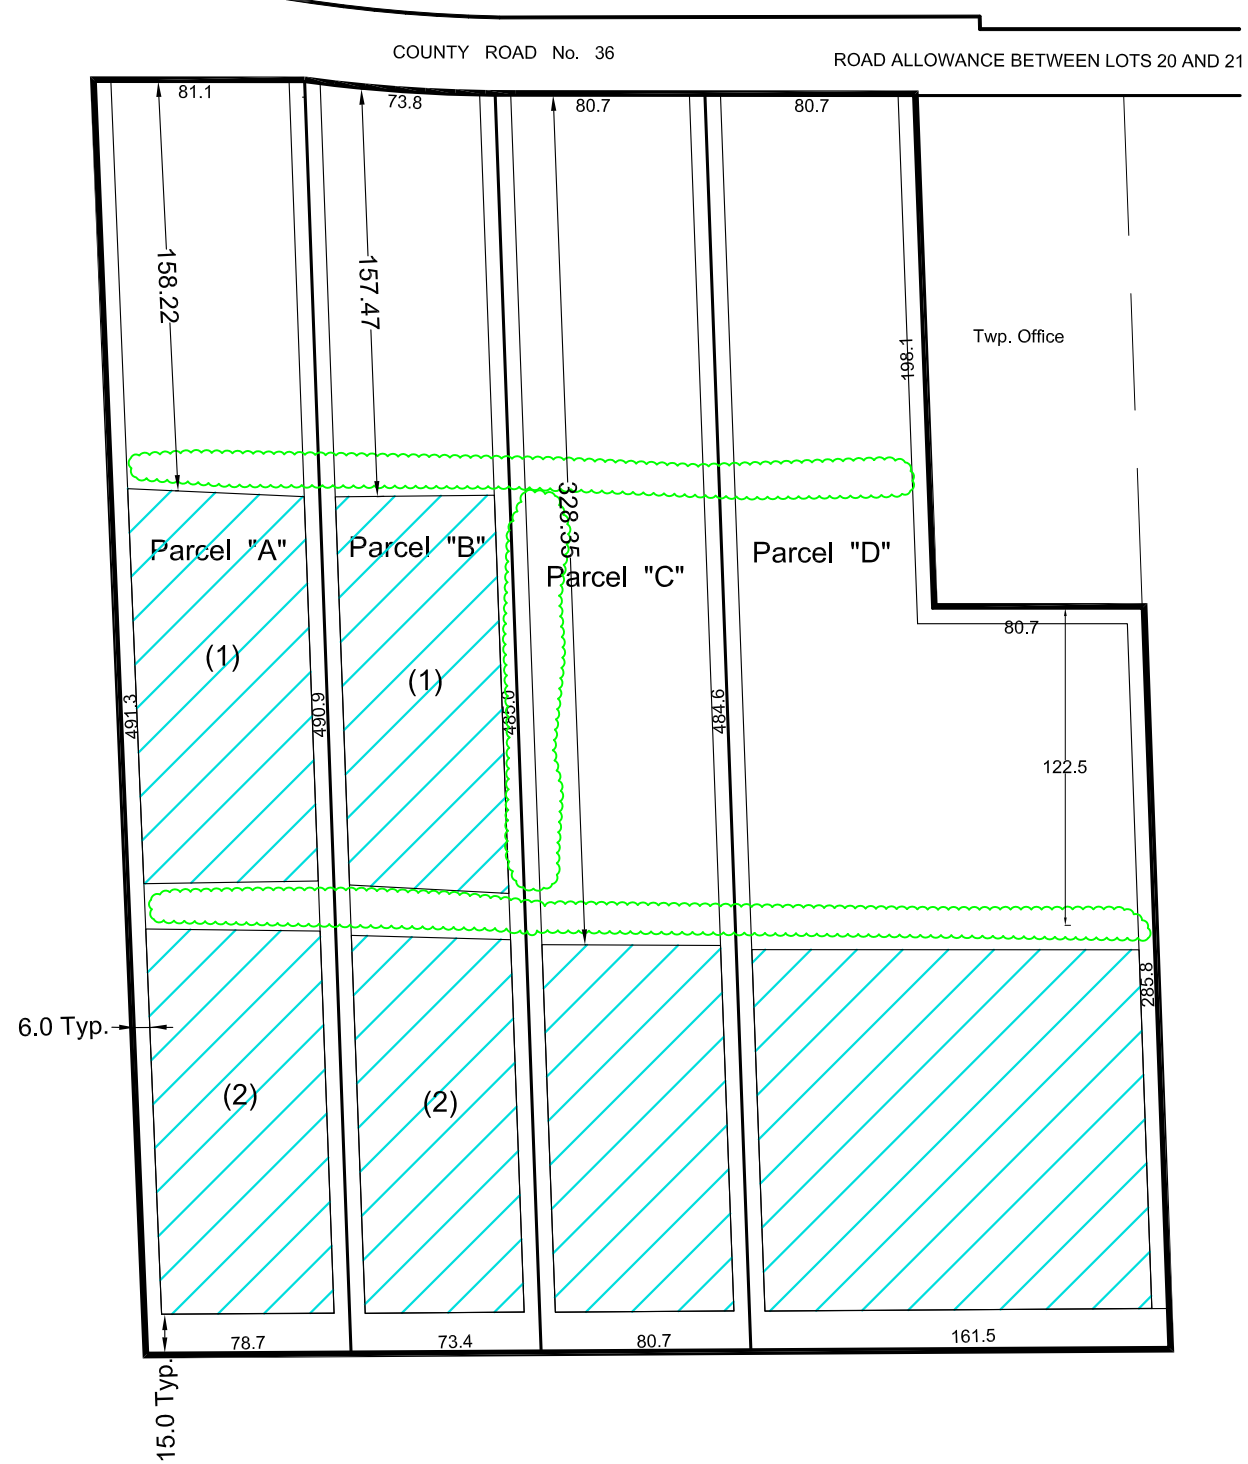 COUNTY ROAD No. 36
ROAD ALLOWANCE BETWEEN LOTS 20 AND 21
81.1
73.8
80.7
80.7
158.22
157.47
328.35
198.1
Twp. Office
Parcel "A"
Parcel "B"
Parcel "C"
Parcel "D"
80.7
(1)
(1)
491.3
490.9
485.0
484.6
122.5
285.8
6.0 Typ.
(2)
(2)
78.7
73.4
80.7
161.5
15.0 Typ.